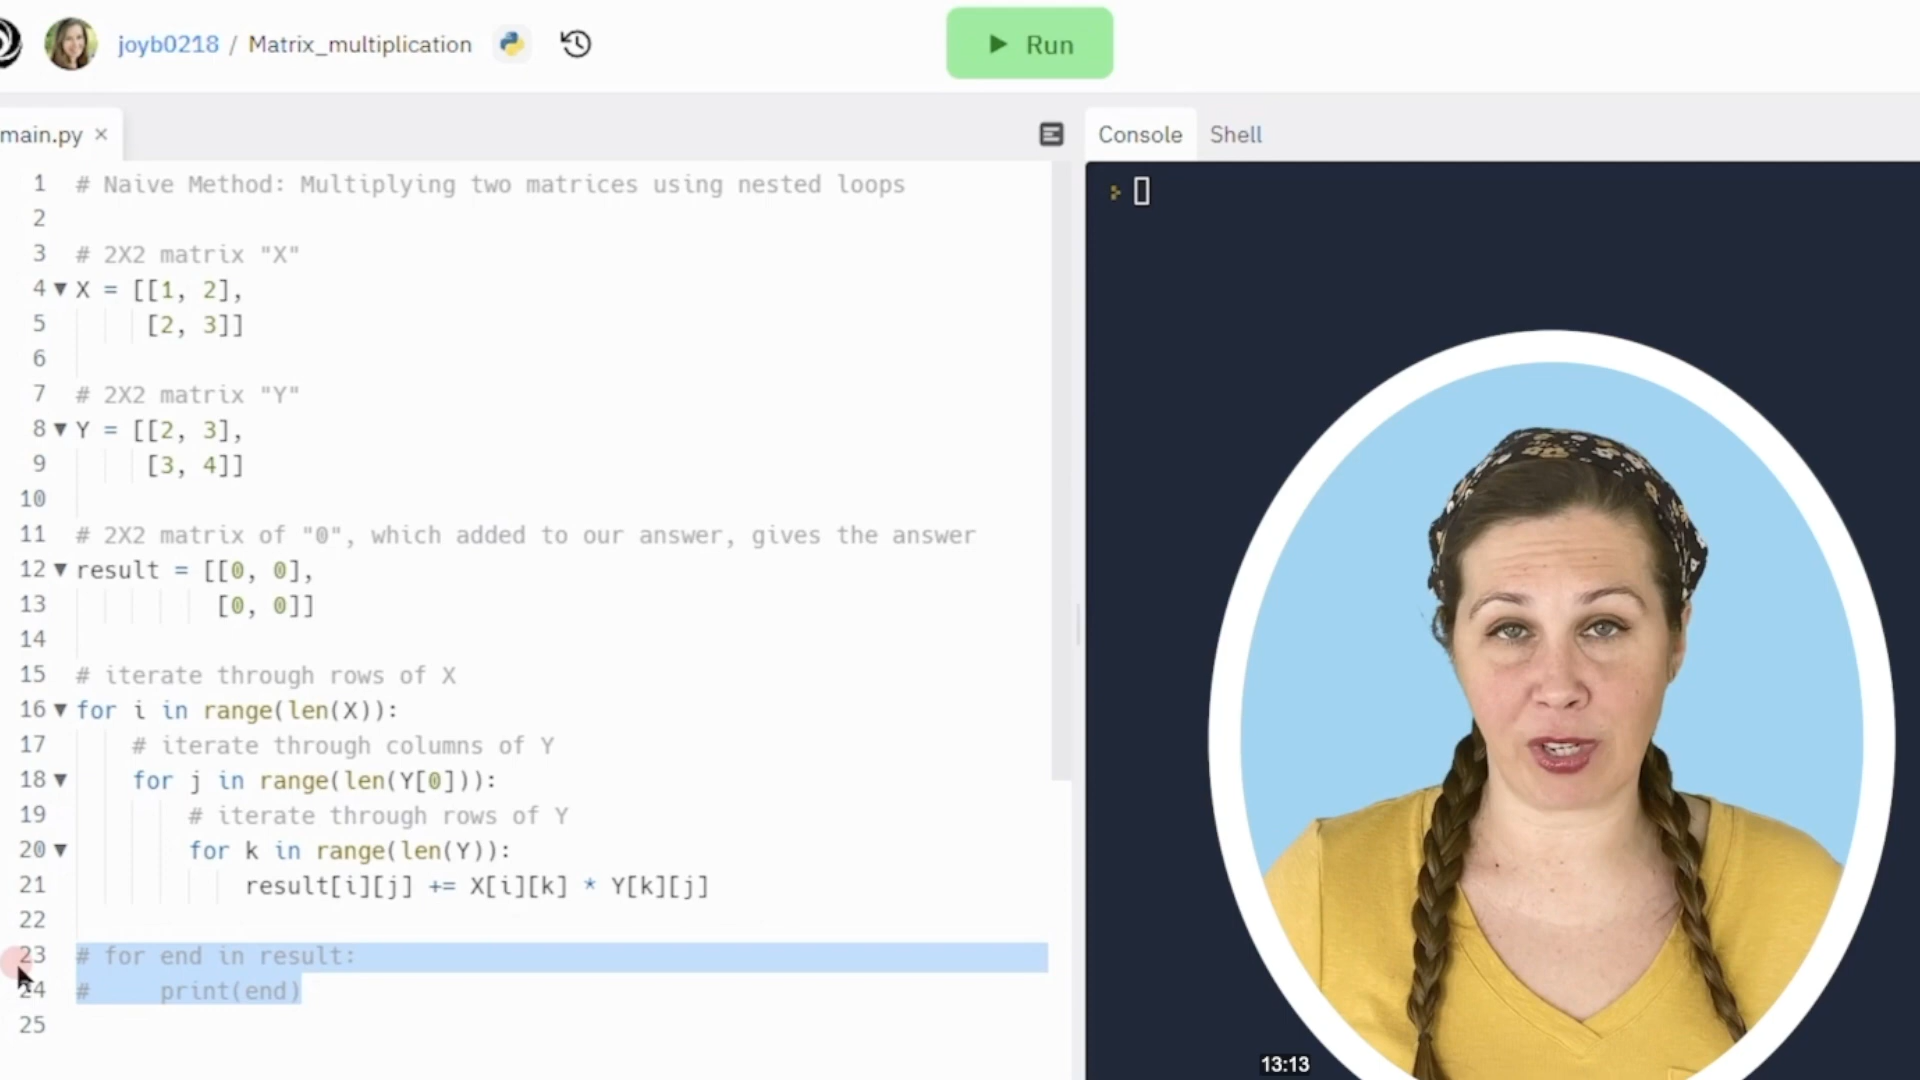 joyb0218 / Matrix_multiplication
Run
main.py ×
Console Shell
1 # Naive Method: Multiplying two matrices using nested loops
2
3 # 2X2 matrix "X"
4 X = [[1, 2],
5 [2, 3]]
6
7 # 2X2 matrix "Y"
8 Y = [[2, 3],
9 [3, 4]]
10
11 # 2X2 matrix of "0", which added to our answer, gives the answer
12 result = [[0, 0],
13 [0, 0]]
14
15 # iterate through rows of X
16 for i in range(len(X)):
17 # iterate through columns of Y
18 for j in range(len(Y[0])):
19 # iterate through rows of Y
20 for k in range(len(Y)):
21 result[i][j] += X[i][k] * Y[k][j]
22
23 # for end in result:
24 # print(end)
25
13:13